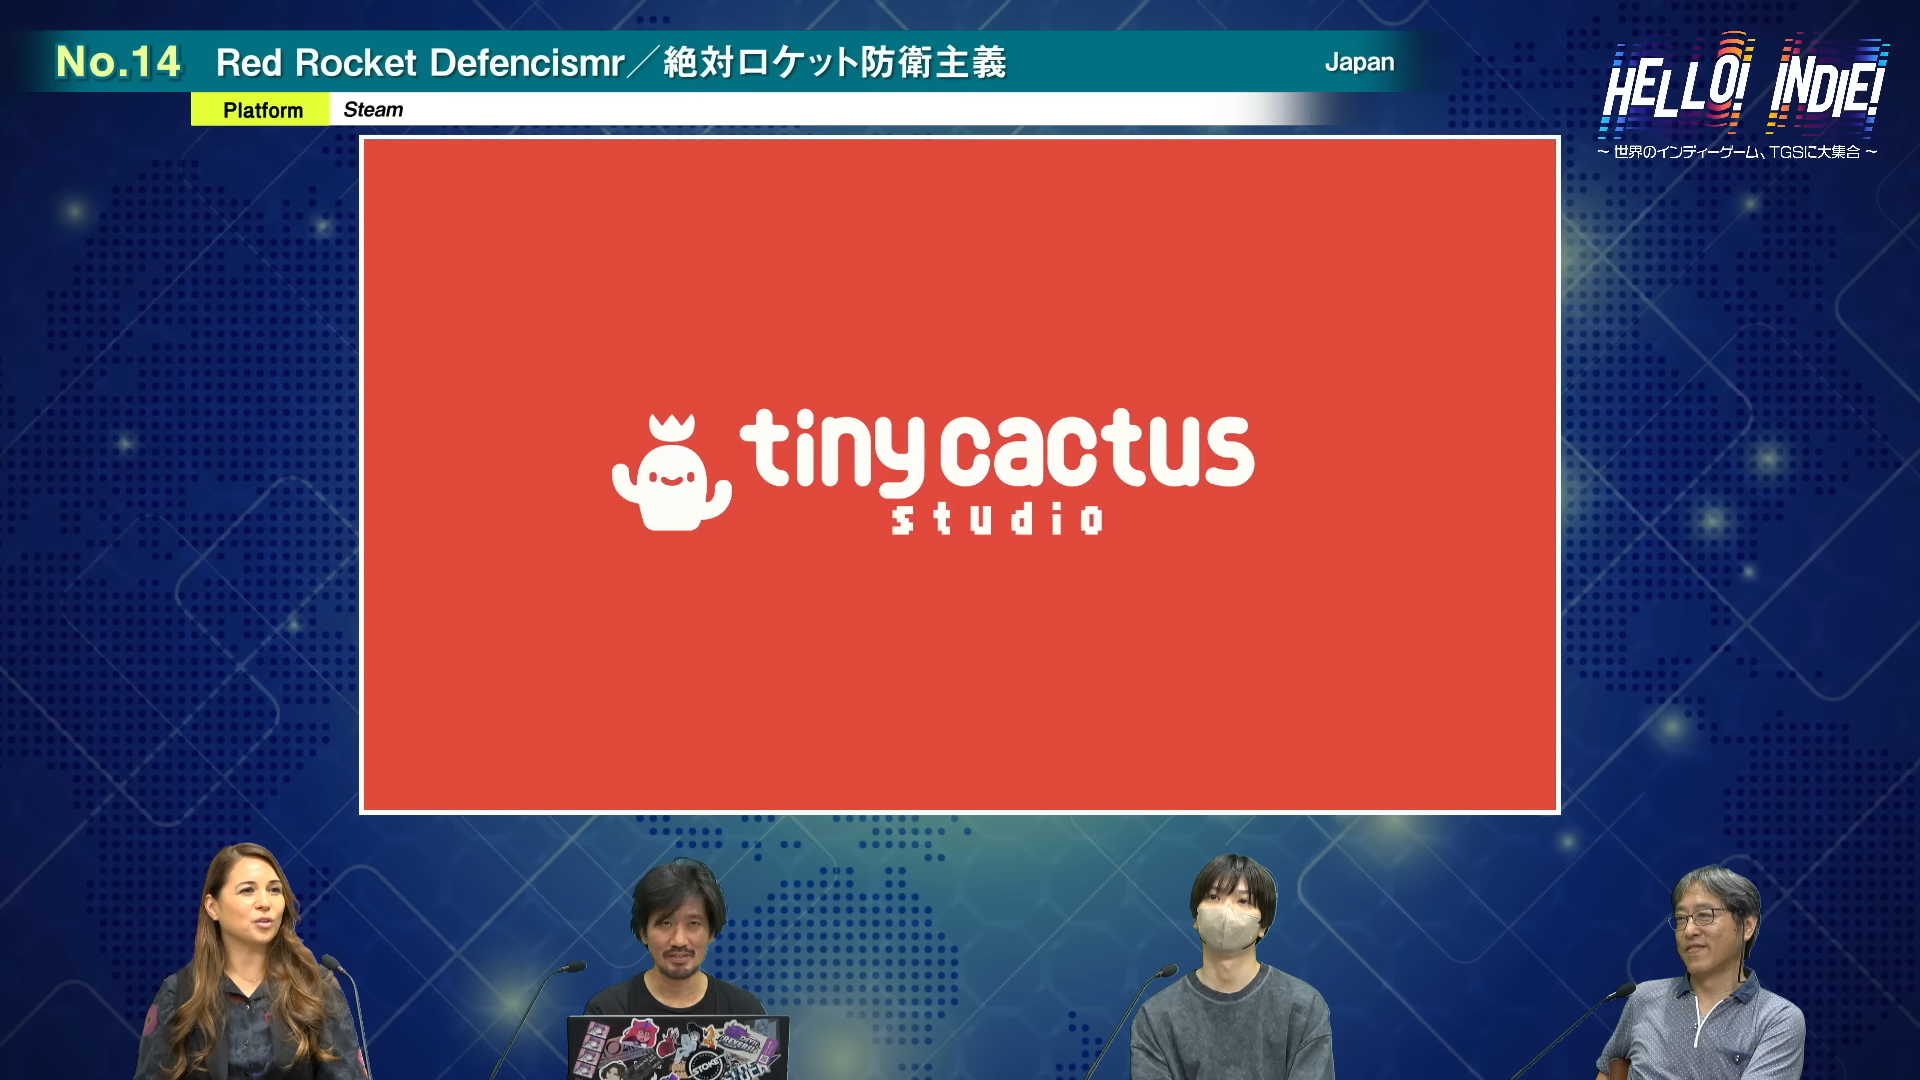 No.14 Red Rocket Defencismr／絶対ロケット防衛主義 Japan
Platform Steam
HELLO! INDIE!
～ 世界のインディーゲーム、TGSに大集合 ～
tiny cactus
studio
STOKE